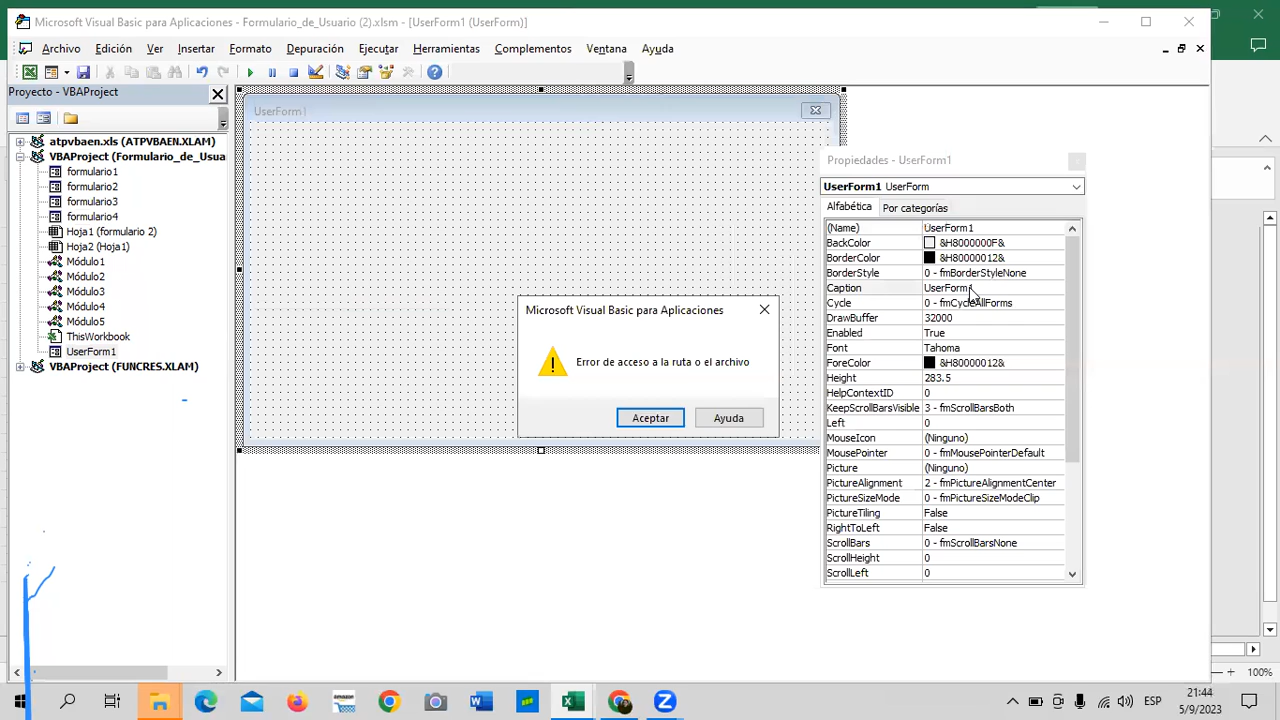 Microsoft Visual Basic para Aplicaciones - Formulario_de_Usuario (2).xlsm - [UserForm1 (UserForm)]
Archivo Edición Ver Insertar Formato Depuración Ejecutar Herramientas Complementos Ventana Ayuda
Proyecto - VBAProject
atpvbaen.xls (ATPVBAEN.XLAM)
VBAProject (Formulario_de_Usua
formulario1
formulario2
formulario3
formulario4
Hoja1 (formulario 2)
Hoja2 (Hoja1)
Módulo1
Módulo2
Módulo3
Módulo4
Módulo5
ThisWorkbook
UserForm1
VBAProject (FUNCRES.XLAM)
UserForm1
Microsoft Visual Basic para Aplicaciones
Error de acceso a la ruta o el archivo
Aceptar Ayuda
Propiedades - UserForm1
UserForm1 UserForm
Alfabética Por categorías
(Name) UserForm1
BackColor &H8000000F&
BorderColor &H80000012&
BorderStyle 0 - fmBorderStyleNone
Caption UserForm1
Cycle 0 - fmCycleAllForms
DrawBuffer 32000
Enabled True
Font Tahoma
ForeColor &H80000012&
Height 283.5
HelpContextID 0
KeepScrollBarsVisible 3 - fmScrollBarsBoth
Left 0
MouseIcon (Ninguno)
MousePointer 0 - fmMousePointerDefault
Picture (Ninguno)
PictureAlignment 2 - fmPictureAlignmentCenter
PictureSizeMode 0 - fmPictureSizeModeClip
PictureTiling False
RightToLeft False
ScrollBars 0 - fmScrollBarsNone
ScrollHeight 0
ScrollLeft 0
100%
ESP
21:44
5/9/2023